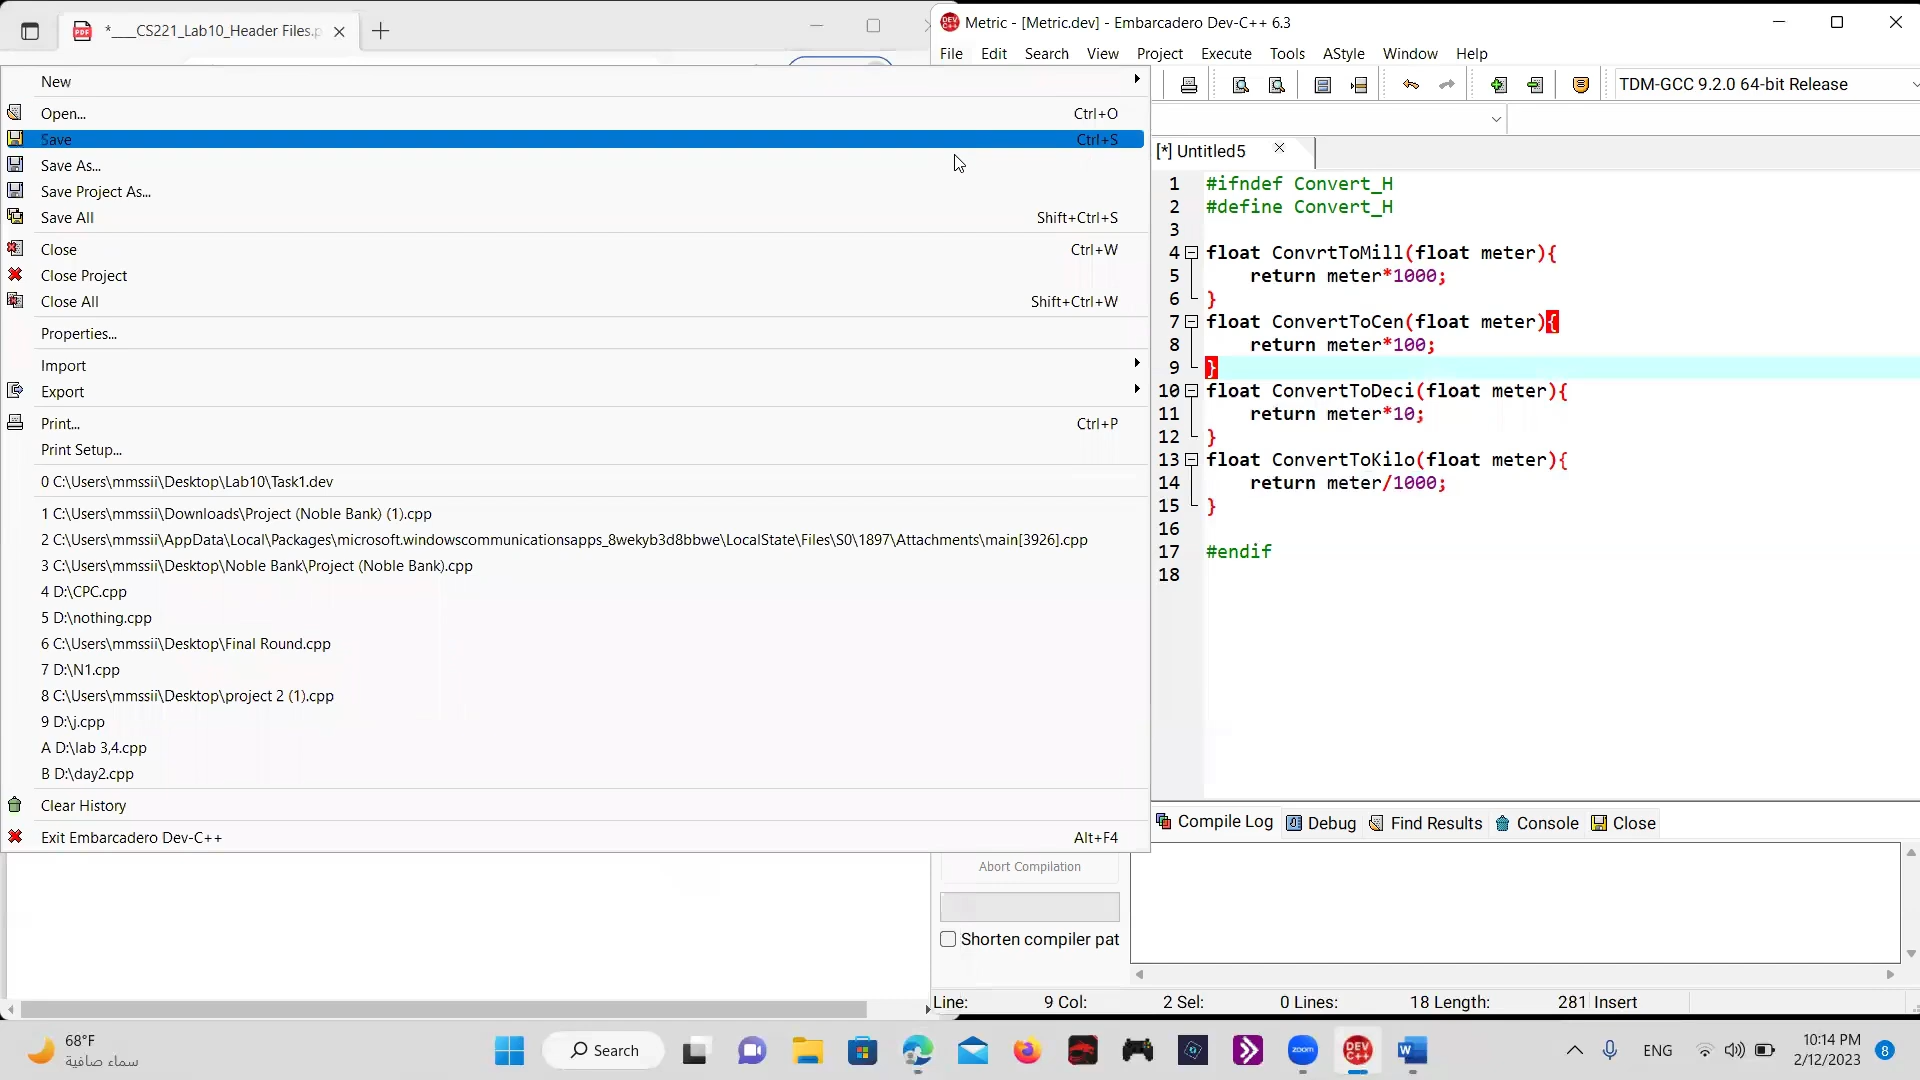 *____CS221_Lab10_Header Files.p
Metric - [Metric.dev] - Embarcadero Dev-C++ 6.3
File Edit Search View Project Execute Tools AStyle Window Help
TDM-GCC 9.2.0 64-bit Release
New
Open... Ctrl+O
Save Ctrl+S
Save As...
Save Project As...
Save All Shift+Ctrl+S
Close Ctrl+W
Close Project
Close All Shift+Ctrl+W
Properties...
Import
Export
Print... Ctrl+P
Print Setup...
0 C:\Users\mmssii\Desktop\Lab10\Task1.dev
1 C:\Users\mmssii\Downloads\Project (Noble Bank) (1).cpp
2 C:\Users\mmssii\AppData\Local\Packages\microsoft.windowscommunicationsapps_8wekyb3d8bbwe\LocalState\Files\S0\1897\Attachments\main[3926].cpp
3 C:\Users\mmssii\Desktop\Noble Bank\Project (Noble Bank).cpp
4 D:\CPC.cpp
5 D:\nothing.cpp
6 C:\Users\mmssii\Desktop\Final Round.cpp
7 D:\N1.cpp
8 C:\Users\mmssii\Desktop\project 2 (1).cpp
9 D:\j.cpp
A D:\lab 3,4.cpp
B D:\day2.cpp
Clear History
Exit Embarcadero Dev-C++ Alt+F4
[*] Untitled5
1 #ifndef Convert_H
2 #define Convert_H
3
4 float ConvrtToMill(float meter){
5 return meter*1000;
6 }
7 float ConvertToCen(float meter){
8 return meter*100;
9 }
10 float ConvertToDeci(float meter){
11 return meter*10;
12 }
13 float ConvertToKilo(float meter){
14 return meter/1000;
15 }
16
17 #endif
18
Compile Log Debug Find Results Console Close
Abort Compilation
Shorten compiler pat
Line: 9 Col: 2 Sel: 0 Lines: 18 Length: 281 Insert
68°F
سماء صافية
Search
zoom
DEV C++
W
ENG
10:14 PM
2/12/2023
8